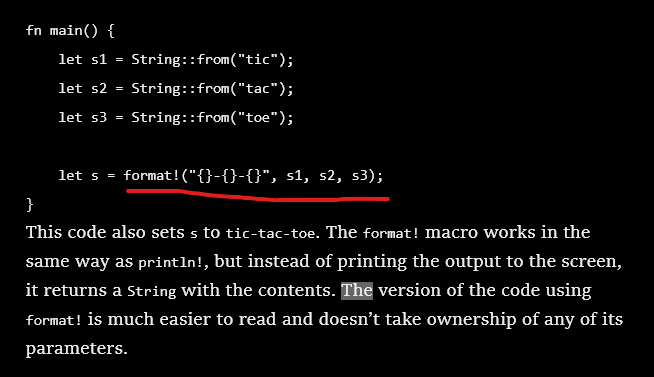 fn main() {
    let s1 = String::from("tic");
    let s2 = String::from("tac");
    let s3 = String::from("toe");
    let s = format!("{}-{}-{}", s1, s2, s3);
}
This code also sets s to tic-tac-toe. The format! macro works in the
same way as println!, but instead of printing the output to the screen,
it returns a String with the contents. The version of the code using
format! is much easier to read and doesn’t take ownership of any of its
parameters.